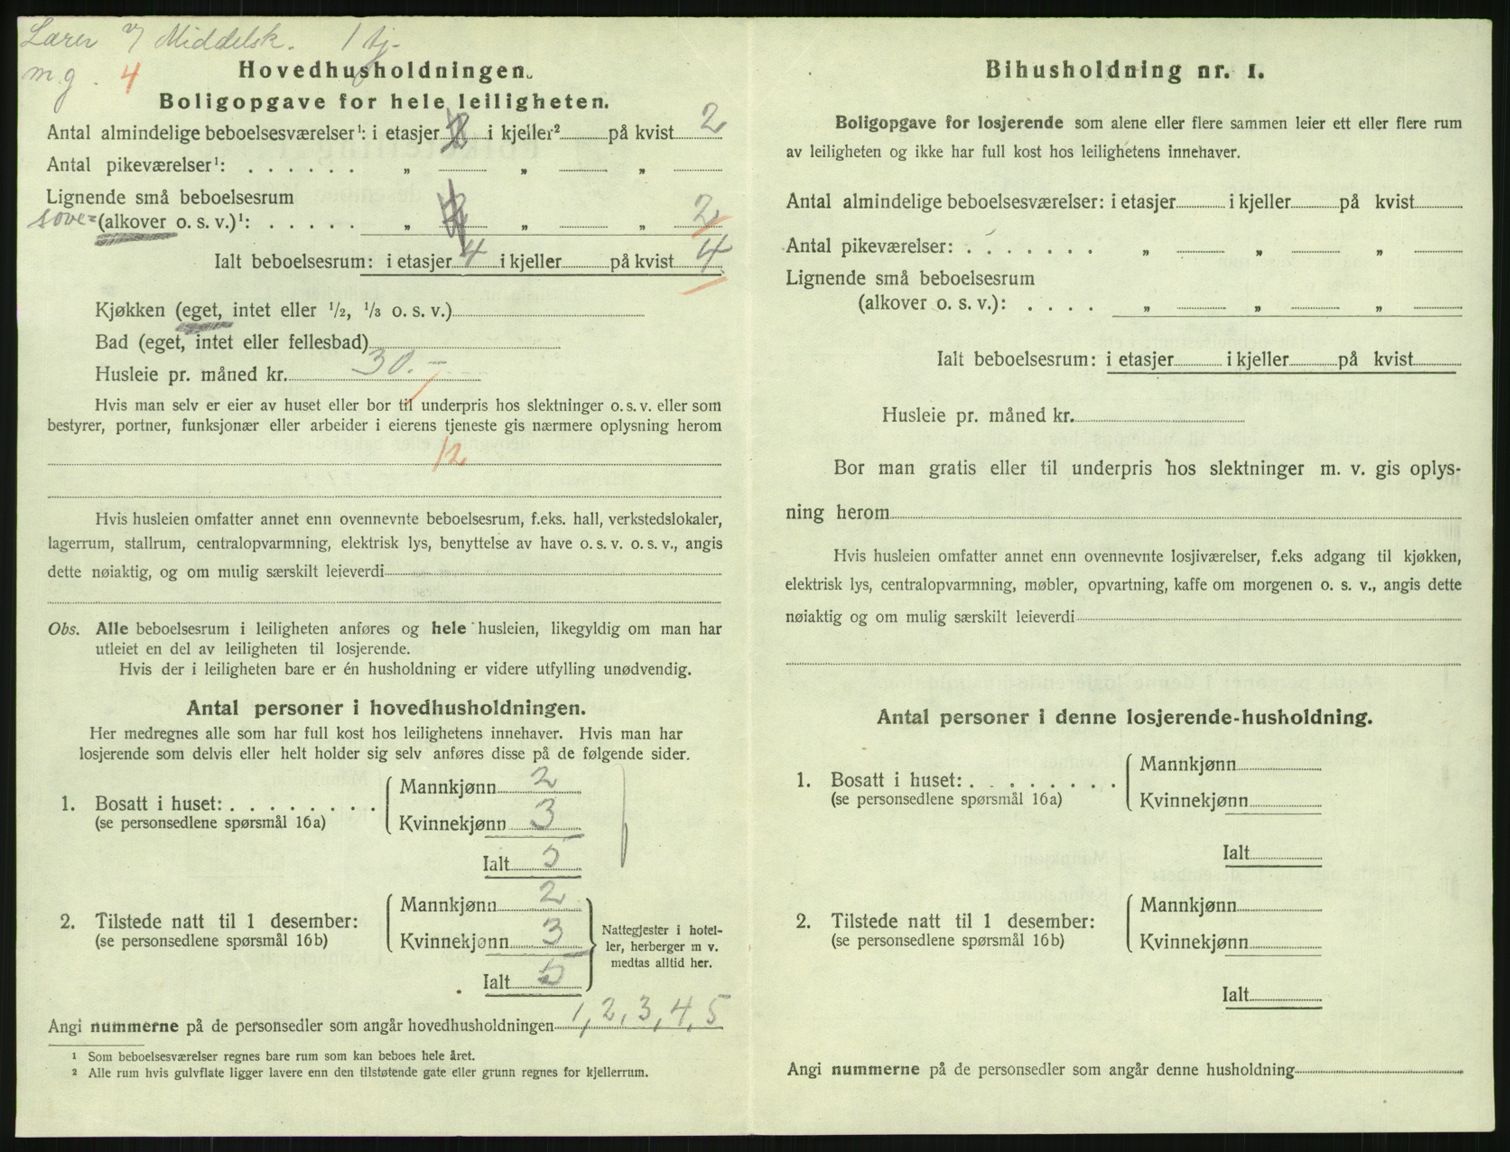 Lærer v/ Middelsk. 1 tj.
m g. 4
Hovedhusholdningen.
Boligopgave for hele leiligheten.
Antal almindelige beboelsesværelser¹: i etasjer i kjeller² på kvist 2
Antal pikeværelser¹: . . . . . . „ „ „
Lignende små beboelsesrum
sove= (alkover o. s. v.)¹: . . . . . „ „ „ 2
Ialt beboelsesrum: i etasjer 4 i kjeller på kvist 4
Kjøkken (eget, intet eller ¹/₂, ¹/₃ o. s. v.)
Bad (eget, intet eller fellesbad)
Husleie pr. måned kr. 30.-
Hvis man selv er eier av huset eller bor til underpris hos slektninger o. s. v. eller som
bestyrer, portner, funksjonær eller arbeider i eierens tjeneste gis nærmere oplysning herom
12
Hvis husleien omfatter annet enn ovennevnte beboelsesrum, f.eks. hall, verkstedslokaler,
lagerrum, stallrum, centralopvarmning, elektrisk lys, benyttelse av have o. s. v. o. s. v., angis
dette nøiaktig, og om mulig særskilt leieverdi
Obs. Alle beboelsesrum i leiligheten anføres og hele husleien, likegyldig om man har
utleiet en del av leiligheten til losjerende.
Hvis der i leiligheten bare er én husholdning er videre utfylling unødvendig.
Antal personer i hovedhusholdningen.
Her medregnes alle som har full kost hos leilighetens innehaver. Hvis man har
losjerende som delvis eller helt holder sig selv anføres disse på de følgende sider.
1. Bosatt i huset: . . . . . . . .
(se personsedlene spørsmål 16a)
Mannkjønn 2
Kvinnekjønn 3
Ialt 5
2. Tilstede natt til 1 desember:
(se personsedlene spørsmål 16b)
Mannkjønn 2
Kvinnekjønn 3
Ialt 5
Nattegjester i hotel-
ler, herberger m v.
medtas alltid her.
Angi nummerne på de personsedler som angår hovedhusholdningen 1, 2, 3, 4, 5
¹ Som beboelsesværelser regnes bare rum som kan beboes hele året.
² Alle rum hvis gulvflate ligger lavere enn den tilstøtende gate eller grunn regnes for kjellerrum.
Bihusholdning nr. 1.
Boligopgave for losjerende som alene eller flere sammen leier ett eller flere rum
av leiligheten og ikke har full kost hos leilighetens innehaver.
Antal almindelige beboelsesværelser: i etasjer i kjeller på kvist
Antal pikeværelser: . . . . . . . „ „ „
Lignende små beboelsesrum
(alkover o. s. v.): . . . . „ „ „
Ialt beboelsesrum: i etasjer i kjeller på kvist
Husleie pr. måned kr.
Bor man gratis eller til underpris hos slektninger m. v. gis oplys-
ning herom
Hvis husleien omfatter annet enn ovennevnte losjiværelser, f.eks adgang til kjøkken,
elektrisk lys, centralopvarmning, møbler, opvartning, kaffe om morgenen o. s. v., angis dette
nøiaktig og om mulig særskilt leieverdi
Antal personer i denne losjerende-husholdning.
1. Bosatt i huset: . . . . . . . .
(se personsedlene spørsmål 16a)
Mannkjønn
Kvinnekjønn
Ialt
2. Tilstede natt til 1 desember:
(se personsedlene spørsmål 16b)
Mannkjønn
Kvinnekjønn
Ialt
Angi nummerne på de personsedler som angår denne husholdning